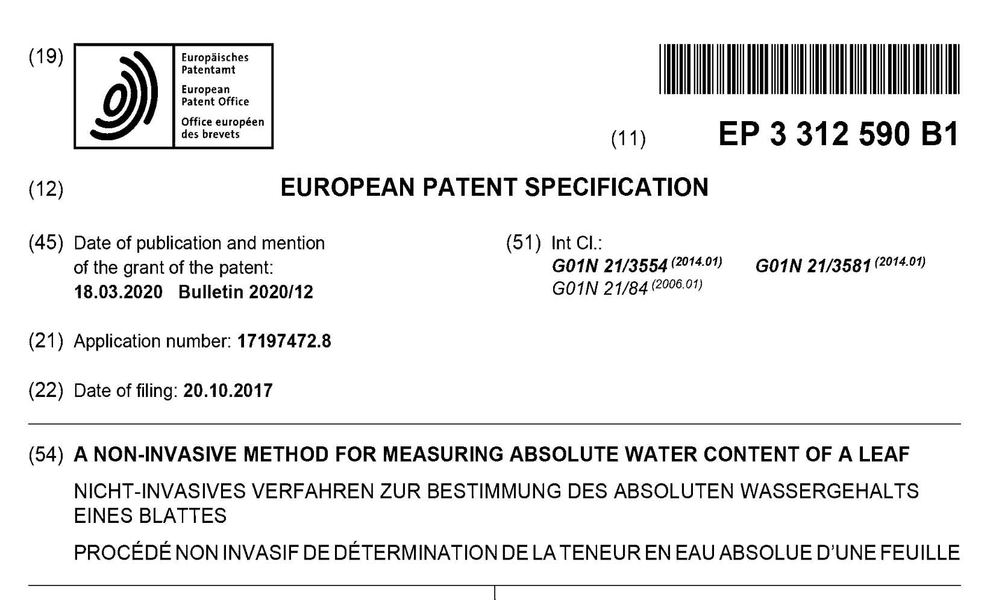 (19)
Europäisches
Patentamt
European
Patent Office
Office européen
des brevets
(11) EP 3 312 590 B1
(12) EUROPEAN PATENT SPECIFICATION
(45) Date of publication and mention
of the grant of the patent:
18.03.2020 Bulletin 2020/12
(51) Int Cl.:
G01N 21/3554 (2014.01) G01N 21/3581 (2014.01)
G01N 21/84 (2006.01)
(21) Application number: 17197472.8
(22) Date of filing: 20.10.2017
(54) A NON-INVASIVE METHOD FOR MEASURING ABSOLUTE WATER CONTENT OF A LEAF
NICHT-INVASIVES VERFAHREN ZUR BESTIMMUNG DES ABSOLUTEN WASSERGEHALTS
EINES BLATTES
PROCÉDÉ NON INVASIF DE DÉTERMINATION DE LA TENEUR EN EAU ABSOLUE D'UNE FEUILLE